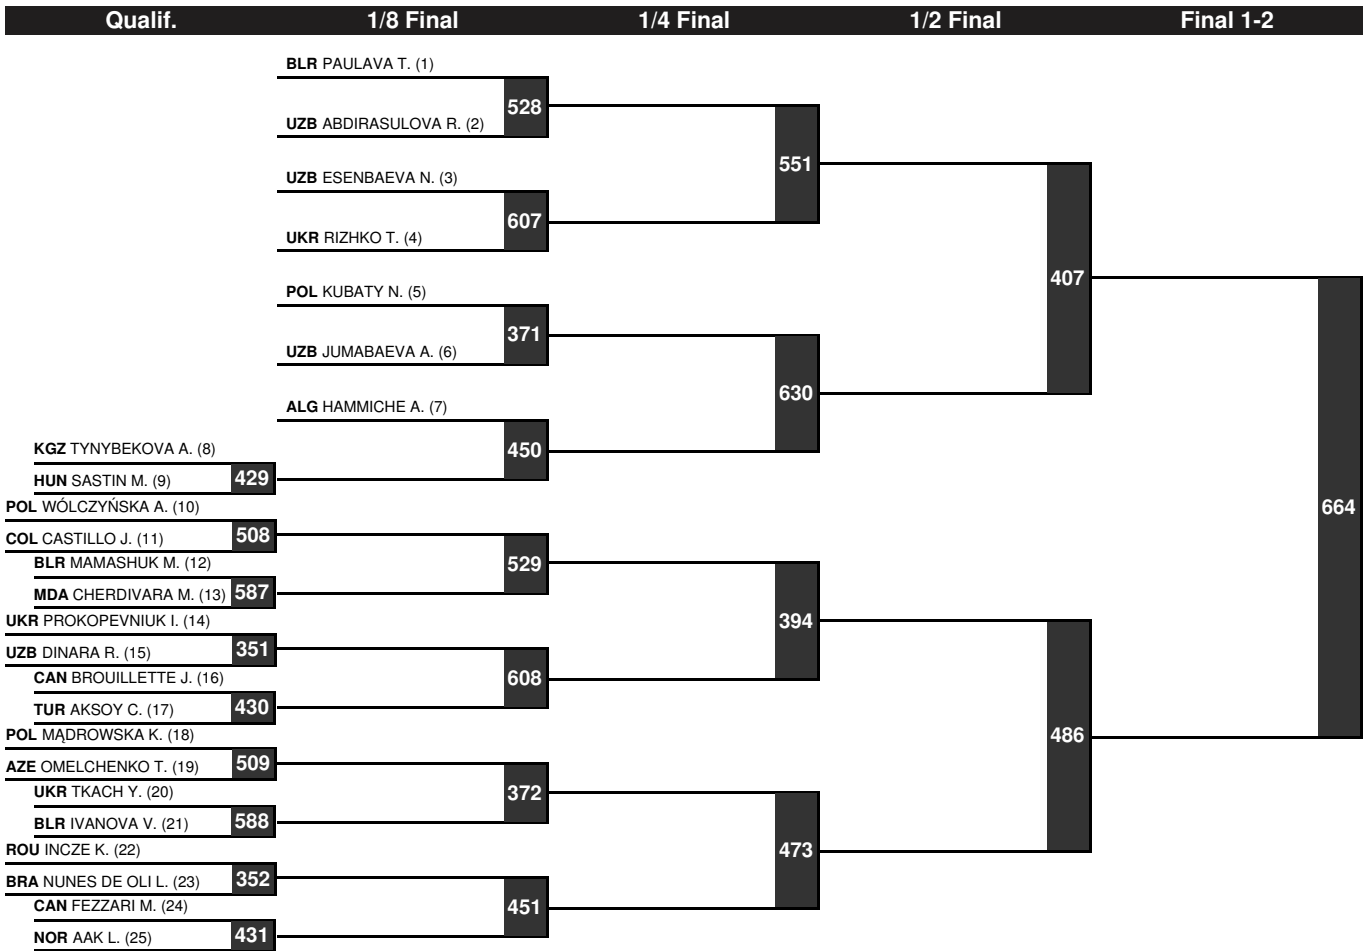 Qualif. 1/8 Final 1/4 Final 1/2 Final Final 1-2
BLR PAULAVA T. (1)
528
UZB ABDIRASULOVA R. (2)
551
UZB ESENBAEVA N. (3)
607
UKR RIZHKO T. (4)
407
POL KUBATY N. (5)
371
UZB JUMABAEVA A. (6)
630
ALG HAMMICHE A. (7)
KGZ TYNYBEKOVA A. (8)
450
HUN SASTIN M. (9) 429
POL WÓLCZYŃSKA A. (10)
664
COL CASTILLO J. (11) 508
BLR MAMASHUK M. (12)
529
MDA CHERDIVARA M. (13) 587
UKR PROKOPEVNIUK I. (14)
394
UZB DINARA R. (15) 351
CAN BROUILLETTE J. (16)
608
TUR AKSOY C. (17) 430
POL MĄDROWSKA K. (18)
486
AZE OMELCHENKO T. (19) 509
UKR TKACH Y. (20)
372
BLR IVANOVA V. (21) 588
ROU INCZE K. (22)
473
BRA NUNES DE OLI L. (23) 352
CAN FEZZARI M. (24)
451
NOR AAK L. (25) 431